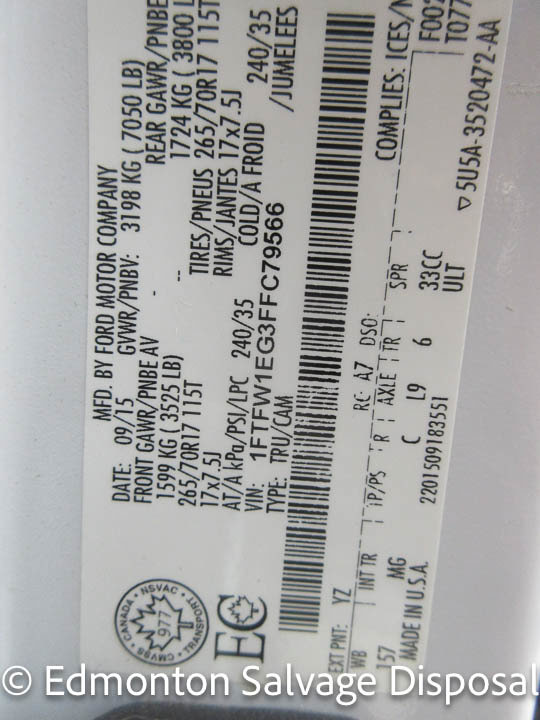 MFD. BY FORD MOTOR COMPANY
DATE: 09/15 GVWR/PNBV: 3198 KG ( 7050 LB)
FRONT GAWR/PNBE AV REAR GAWR/PNBE
1599 KG ( 3525 LB) 1724 KG ( 3800 L
265/70R17 115T -- TIRES/PNEUS 265/70R17 115T
17x7.5J -- RIMS/JANTES 17x7.5J
AT/A kPa/PSI/LPC 240/35 COLD/A FROID 240/35
VIN: 1FTFW1EG3FFC79566 /JUMELEES
TYPE: TRU/CAM
CANADA · NSVAC · TRANSPORT · CMVSS
977
EC
EXT PNT: YZ RC: A7 DSO: COMPLIES: ICES/N
WB INT TR TP/PS R AXLE TR SPR F002
T077
157 MG C L9 6 33CC
ULT
MADE IN U.S.A. 2201509183551 ▽ 5U5A-3520472-AA
© Edmonton Salvage Disposal